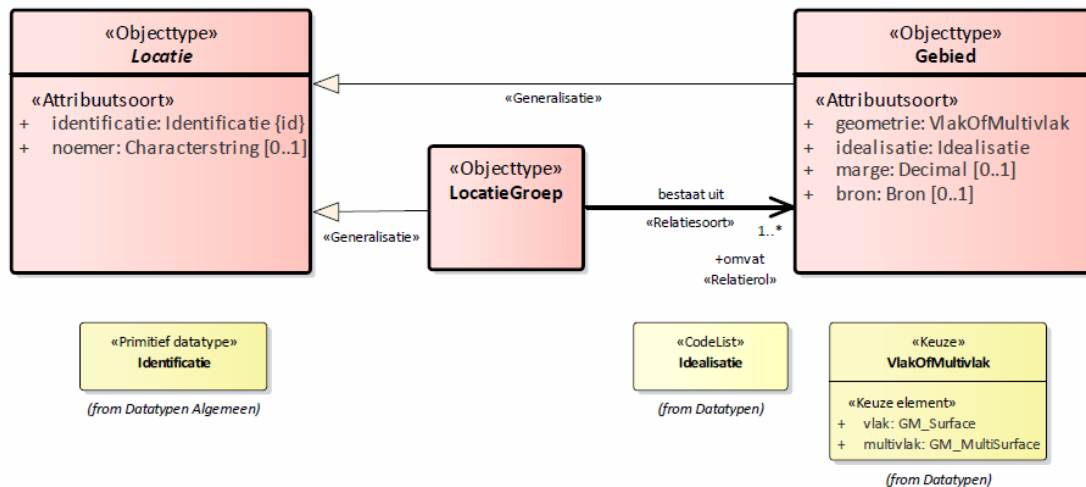 «Objecttype»
Locatie
«Attribuutsoort»
+ identificatie: Identificatie {id}
+ noemer: Characterstring [0..1]
«Generalisatie»
«Generalisatie»
«Objecttype»
LocatieGroep
bestaat uit
«Relatiesoort»
1..*
+omvat
«Relatierol»
«Objecttype»
Gebied
«Attribuutsoort»
+ geometrie: VlakOfMultivlak
+ idealisatie: Idealisatie
+ marge: Decimal [0..1]
+ bron: Bron [0..1]
«Primitief datatype»
Identificatie
(from Datatypen Algemeen)
«CodeList»
Idealisatie
(from Datatypen)
«Keuze»
VlakOfMultivlak
«Keuze element»
+ vlak: GM_Surface
+ multivlak: GM_MultiSurface
(from Datatypen)